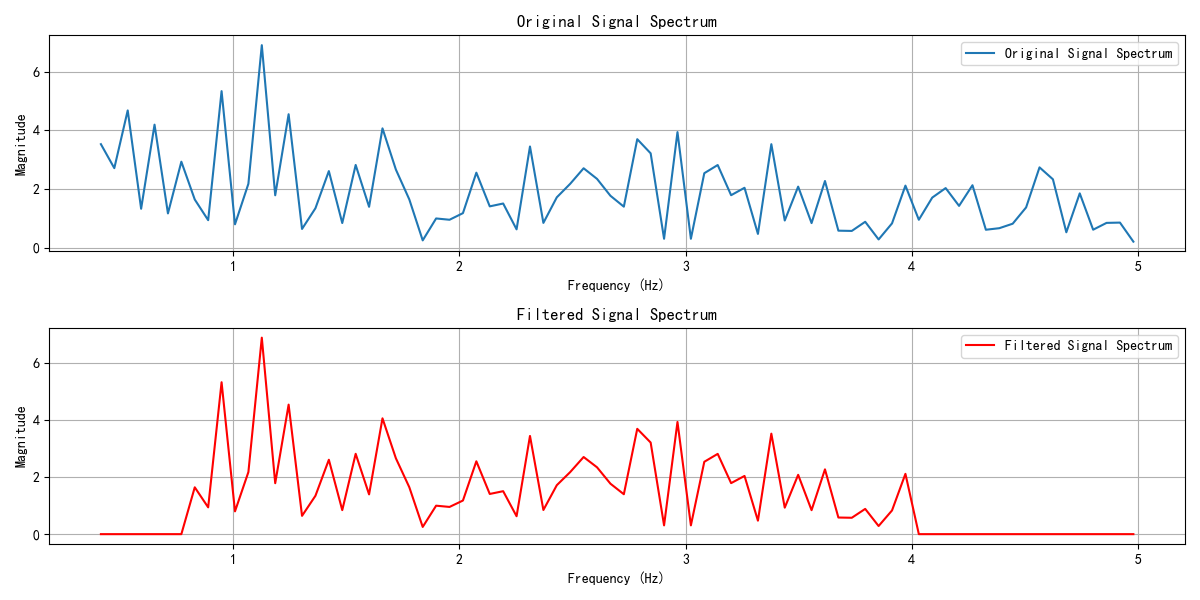 Original Signal Spectrum
Original Signal Spectrum
Magnitude
6
4
2
0
1 2 3 4 5
Frequency (Hz)
Filtered Signal Spectrum
Filtered Signal Spectrum
Magnitude
6
4
2
0
1 2 3 4 5
Frequency (Hz)